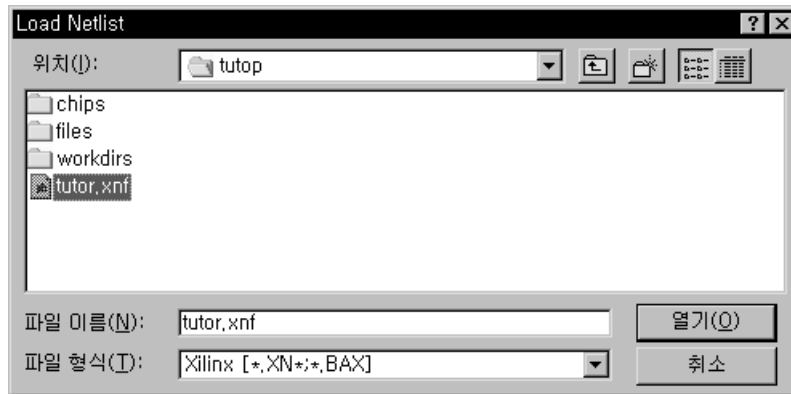 Load Netlist
위치(I): tutop
chips
files
workdirs
tutor.xnf
파일 이름(N): tutor.xnf 열기(O)
파일 형식(T): Xilinx [*.XN*;*.BAX] 취소